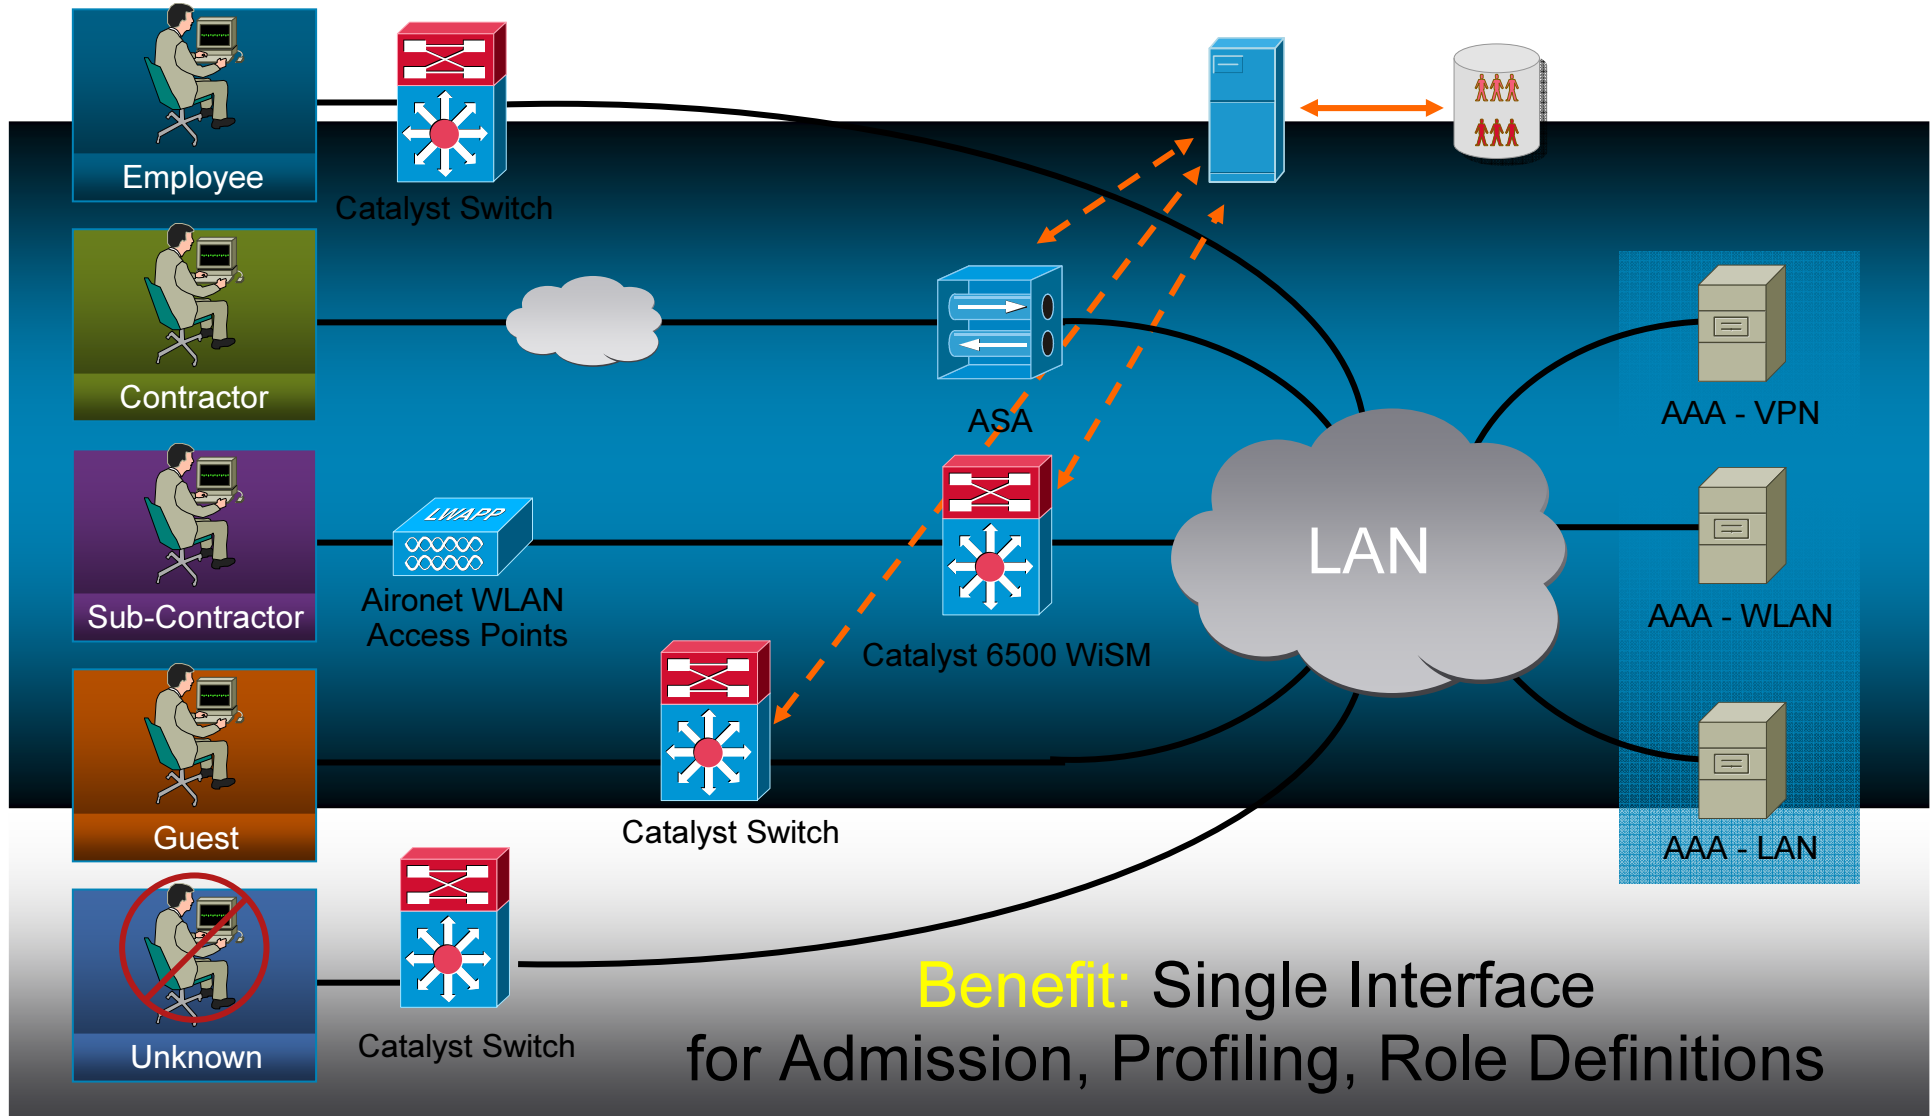 Employee
Catalyst Switch
Contractor
ASA
AAA - VPN
LWAPP
LAN
Sub-Contractor
Aironet WLAN
Access Points
Catalyst 6500 WiSM
AAA - WLAN
Guest
Catalyst Switch
AAA - LAN
Unknown
Catalyst Switch
Benefit: Single Interface
for Admission, Profiling, Role Definitions